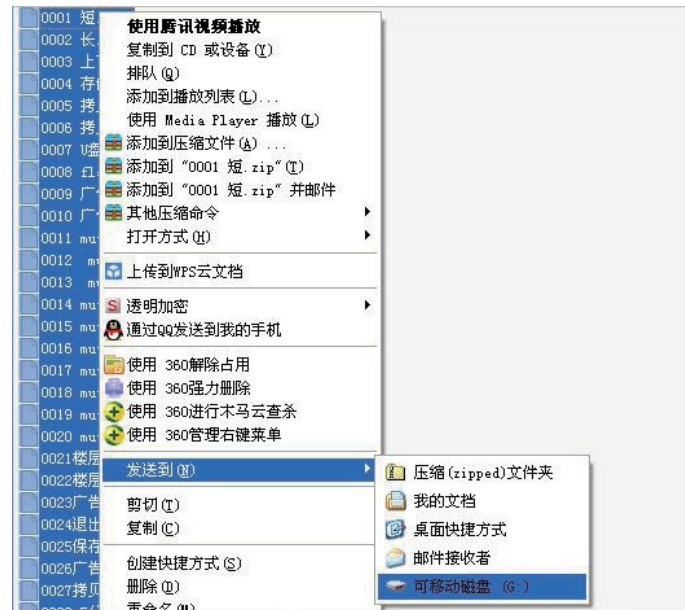 0001 短
0002 长
0003 上
0004 存
0005 拷
0006 拷
0007 U盘
0008
0009 广
0010 广
0011 mu
0012 m
0013 m
0014 mu
0015 mu
0016 mu
0017 mu
0018 mu
0019 mu
0020 mu
0021楼层
0022楼层
0023广告
0024退出
0025保存
0026广告
0027拷贝
使用腾讯视频播放
复制到 CD 或设备(Y)
排队(Q)
添加到播放列表(L)...
使用 Media Player 播放(L)
添加到压缩文件(A) ...
添加到 "0001 短.zip"(T)
添加到 "0001 短.zip" 并邮件
其他压缩命令
打开方式(H)
上传到WPS云文档
透明加密
通过QQ发送到我的手机
使用 360解除占用
使用 360强力删除
使用 360进行木马云查杀
使用 360管理右键菜单
发送到(N)
剪切(T)
复制(C)
创建快捷方式(S)
删除(D)
重命名(M)
压缩(zipped)文件夹
我的文档
桌面快捷方式
邮件接收者
可移动磁盘 (G:)